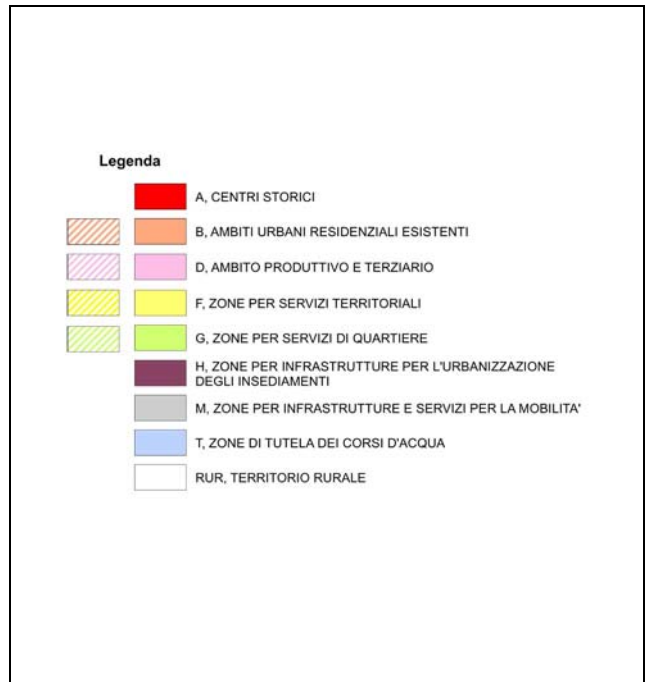 Legenda
A, CENTRI STORICI
B, AMBITI URBANI RESIDENZIALI ESISTENTI
D, AMBITO PRODUTTIVO E TERZIARIO
F, ZONE PER SERVIZI TERRITORIALI
G, ZONE PER SERVIZI DI QUARTIERE
H, ZONE PER INFRASTRUTTURE PER L'URBANIZZAZIONE
DEGLI INSEDIAMENTI
M, ZONE PER INFRASTRUTTURE E SERVIZI PER LA MOBILITA'
T, ZONE DI TUTELA DEI CORSI D'ACQUA
RUR, TERRITORIO RURALE